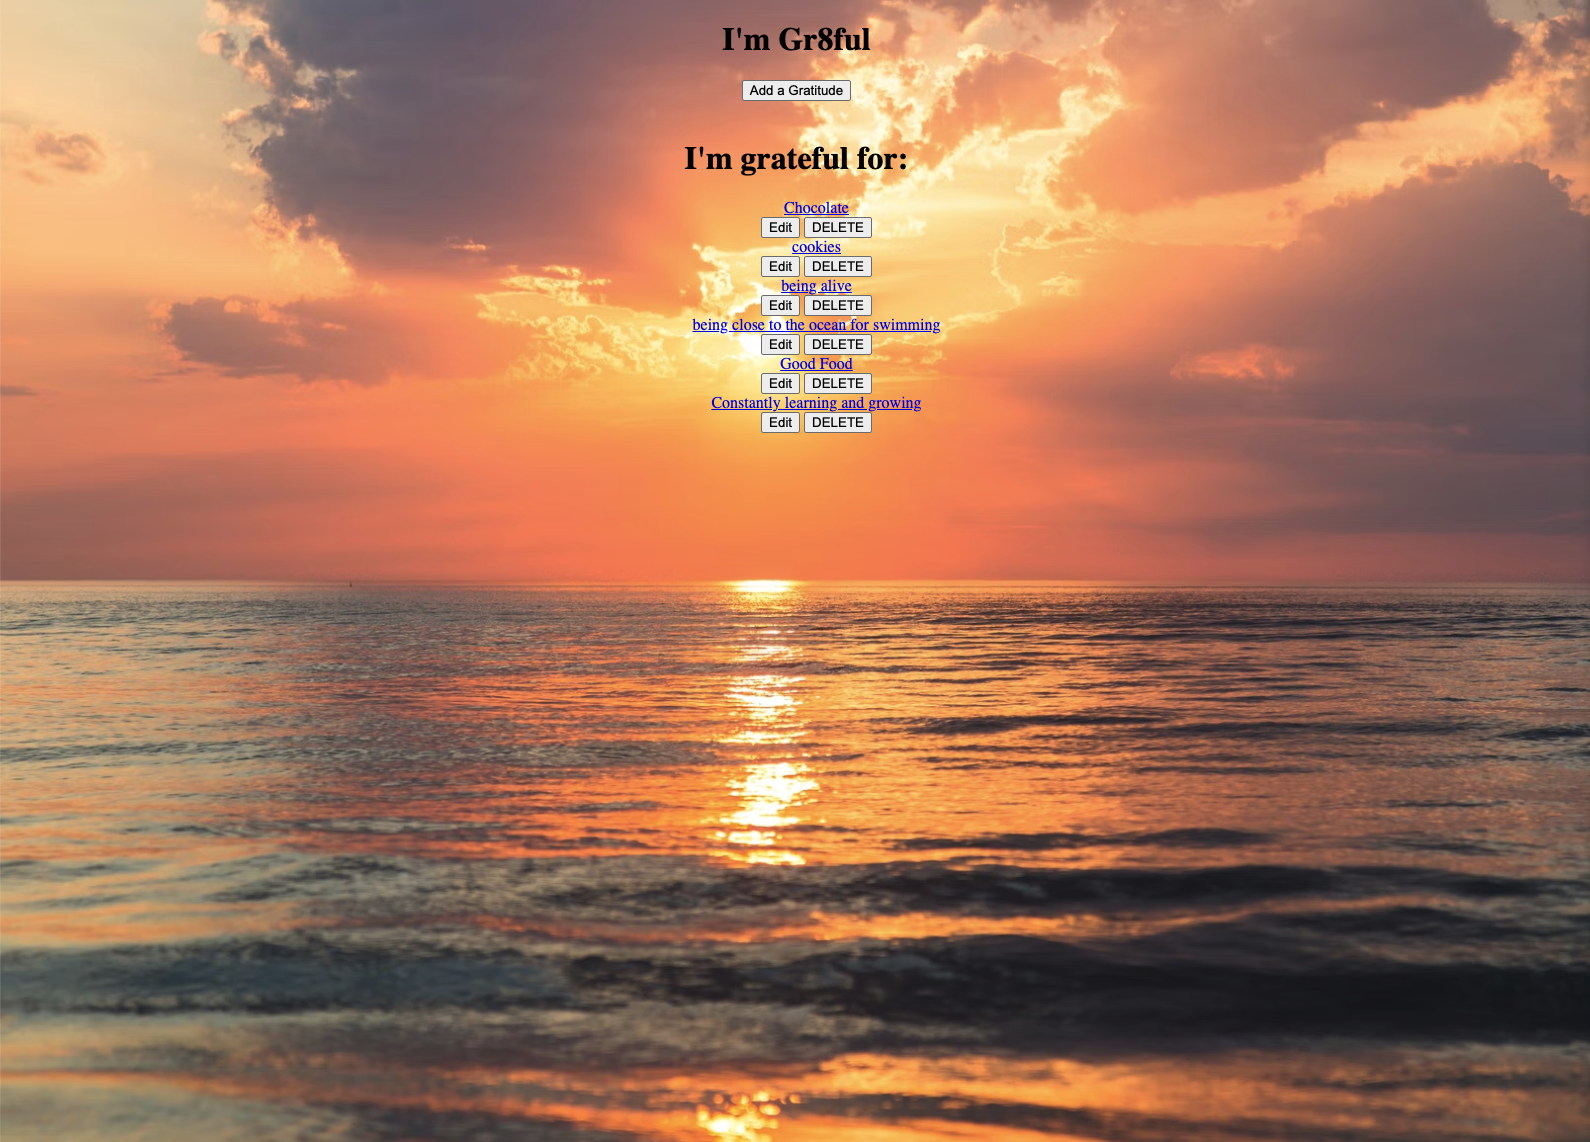 I'm Gr8ful
Add a Gratitude
I'm grateful for:
Chocolate
Edit DELETE
cookies
Edit DELETE
being alive
Edit DELETE
being close to the ocean for swimming
Edit DELETE
Good Food
Edit DELETE
Constantly learning and growing
Edit DELETE